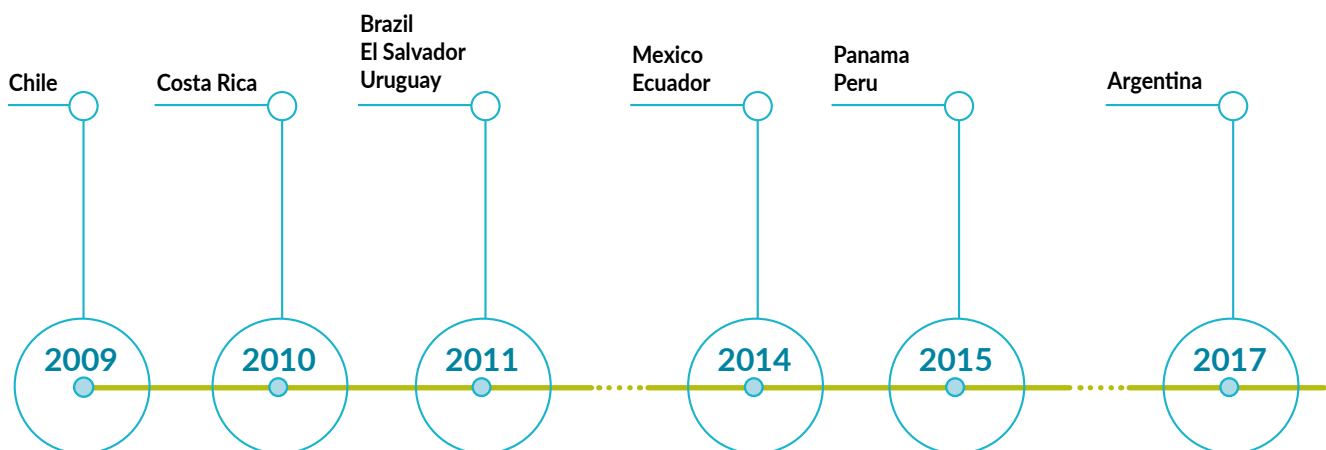 Chile
Costa Rica
Brazil
El Salvador
Uruguay
Mexico
Ecuador
Panama
Peru
Argentina
2009
2010
2011
2014
2015
2017